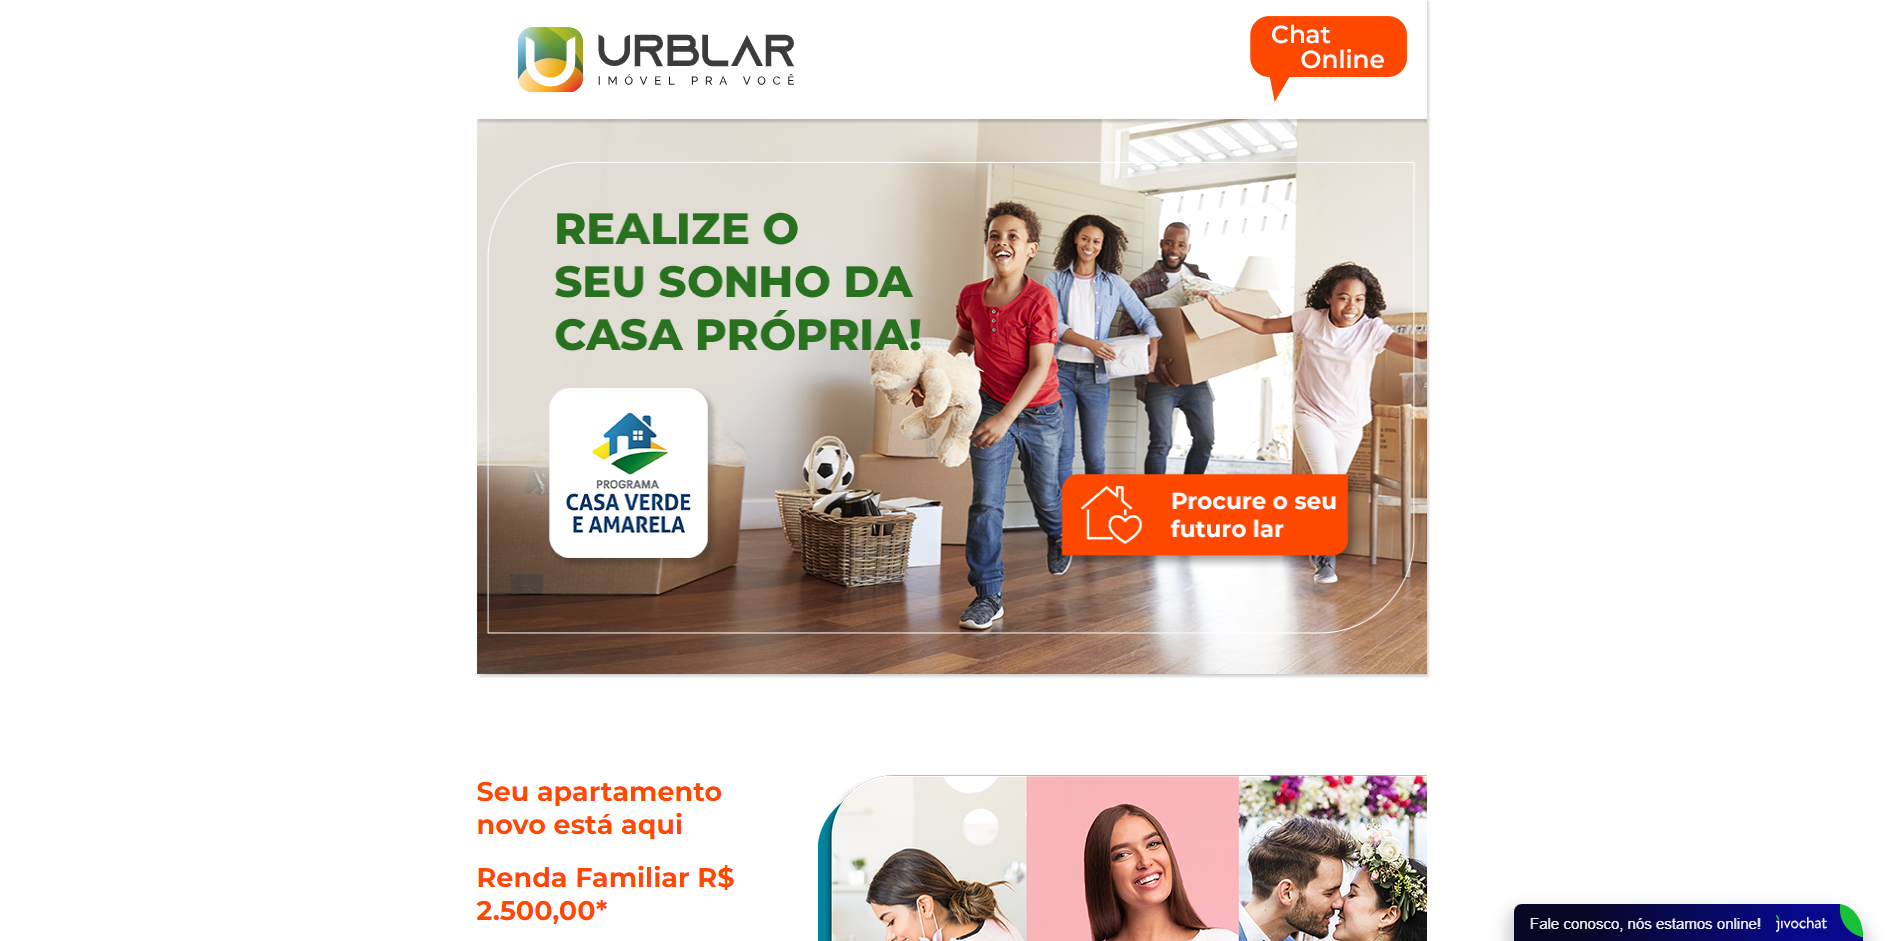 URBLAR
IMÓVEL PRA VOCÊ
Chat
Online
REALIZE O
SEU SONHO DA
CASA PRÓPRIA!
PROGRAMA
CASA VERDE
E AMARELA
Procure o seu
futuro lar
Seu apartamento
novo está aqui
Renda Familiar R$
2.500,00*
Fale conosco, nós estamos online! jivochat